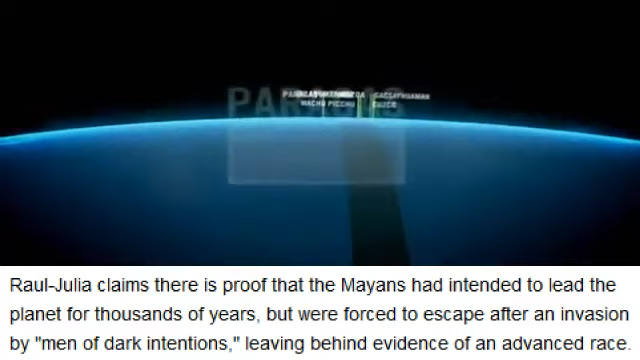 MACHU PICCHU
CUZCO
Raul-Julia claims there is proof that the Mayans had intended to lead the
planet for thousands of years, but were forced to escape after an invasion
by "men of dark intentions," leaving behind evidence of an advanced race.